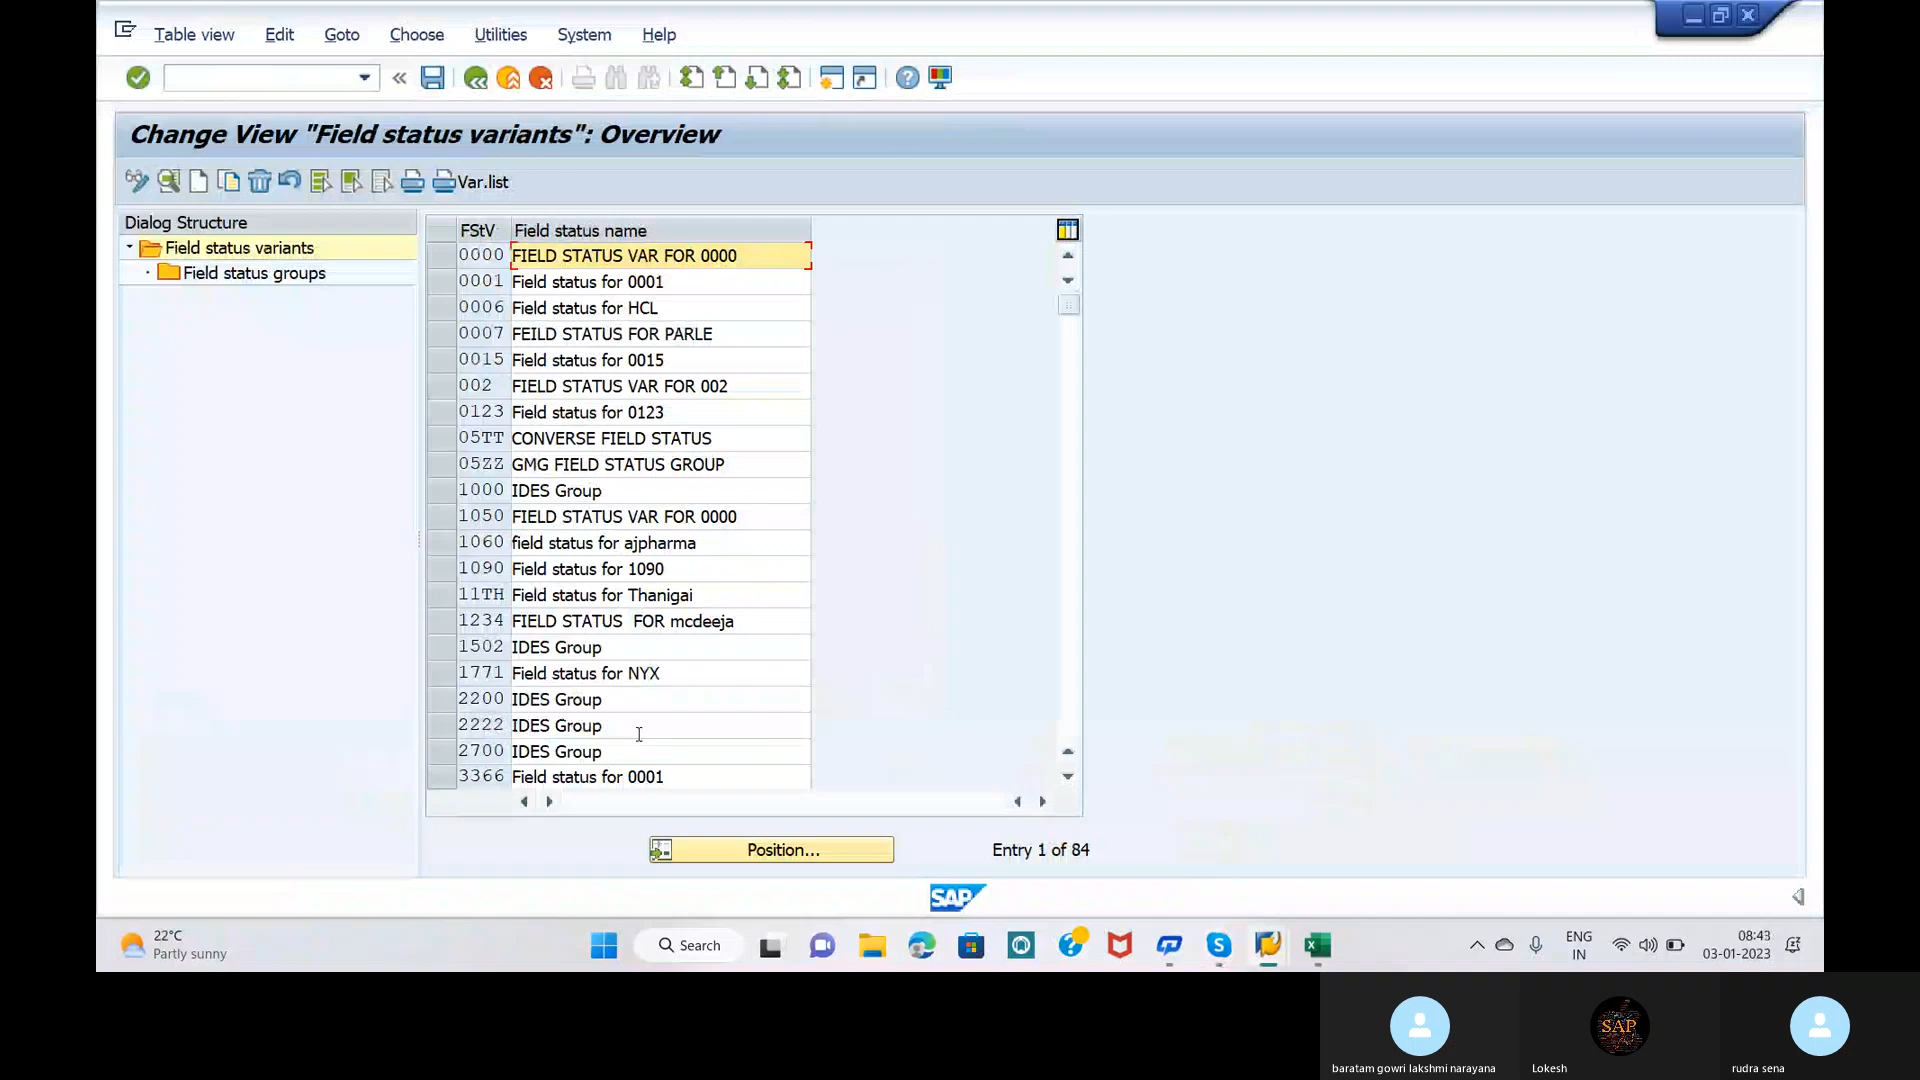 Table view Edit Goto Choose Utilities System Help
Change View "Field status variants": Overview
Var.list
Dialog Structure
Field status variants
Field status groups
FStV Field status name
0000 FIELD STATUS VAR FOR 0000
0001 Field status for 0001
0006 Field status for HCL
0007 FEILD STATUS FOR PARLE
0015 Field status for 0015
002 FIELD STATUS VAR FOR 002
0123 Field status for 0123
05TT CONVERSE FIELD STATUS
05ZZ GMG FIELD STATUS GROUP
1000 IDES Group
1050 FIELD STATUS VAR FOR 0000
1060 field status for ajpharma
1090 Field status for 1090
11TH Field status for Thanigai
1234 FIELD STATUS  FOR mcdeeja
1502 IDES Group
1771 Field status for NYX
2200 IDES Group
2222 IDES Group
2700 IDES Group
3366 Field status for 0001
Position... Entry 1 of 84
SAP
22°C
Partly sunny
Search
ENG
IN
08:43
03-01-2023
SAP
baratam gowri lakshmi narayana Lokesh rudra sena